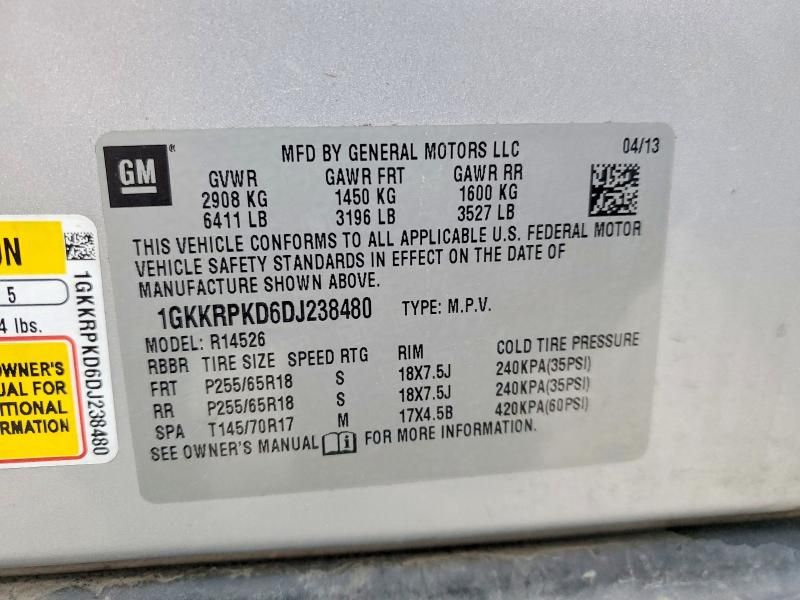 GM
®
MFD BY GENERAL MOTORS LLC
04/13
GVWR GAWR FRT GAWR RR
2908 KG 1450 KG 1600 KG
6411 LB 3196 LB 3527 LB
THIS VEHICLE CONFORMS TO ALL APPLICABLE U.S. FEDERAL MOTOR
VEHICLE SAFETY STANDARDS IN EFFECT ON THE DATE OF
MANUFACTURE SHOWN ABOVE.
1GKKRPKD6DJ238480 TYPE: M.P.V.
MODEL: R14526
RBBR TIRE SIZE SPEED RTG RIM COLD TIRE PRESSURE
FRT P255/65R18 S 18X7.5J 240KPA(35PSI)
RR P255/65R18 S 18X7.5J 240KPA(35PSI)
SPA T145/70R17 M 17X4.5B 420KPA(60PSI)
SEE OWNER'S MANUAL FOR MORE INFORMATION.
5
4 lbs.
OWNER'S
UAL FOR
ITIONAL
RMATION
1GKKRPKD6DJ238480